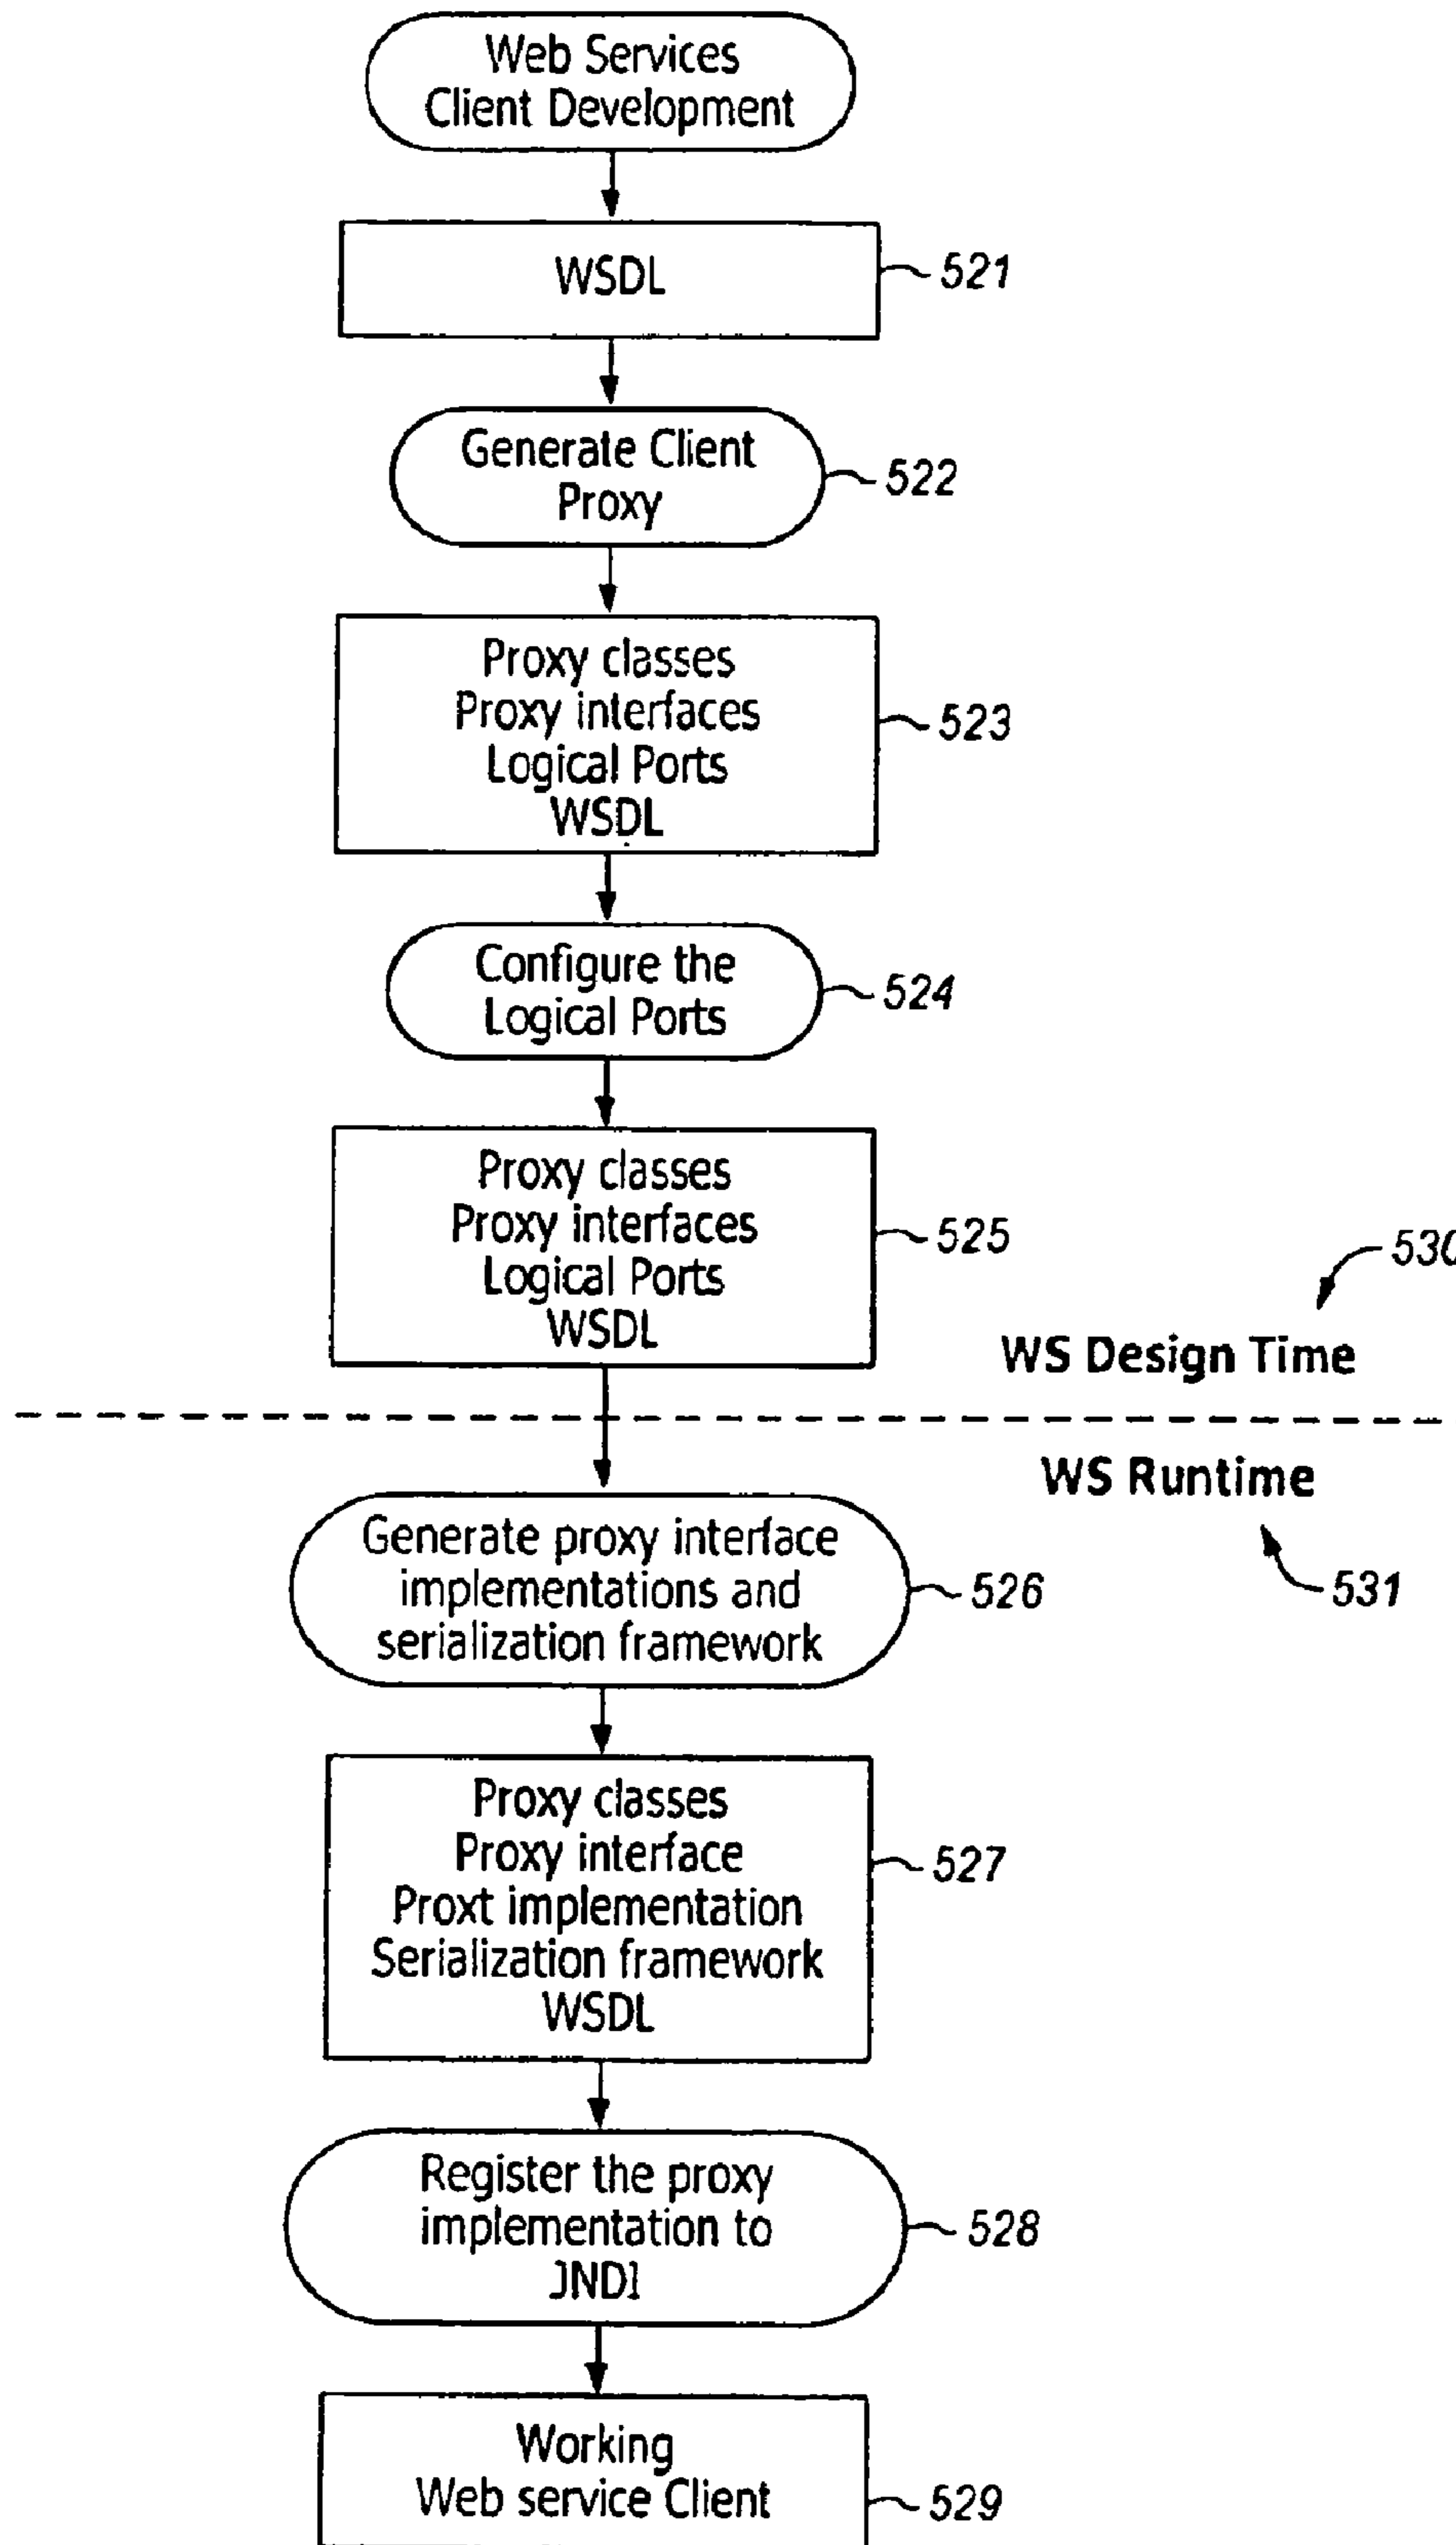 Web Services
Client Development
WSDL
521
Generate Client
Proxy
522
Proxy classes
Proxy interfaces
Logical Ports
WSDL
523
Configure the
Logical Ports
524
Proxy classes
Proxy interfaces
Logical Ports
WSDL
525
530
WS Design Time
WS Runtime
531
Generate proxy interface
implementations and
serialization framework
526
Proxy classes
Proxy interface
Proxt implementation
Serialization framework
WSDL
527
Register the proxy
implementation to
JNDI
528
Working
Web service Client
529